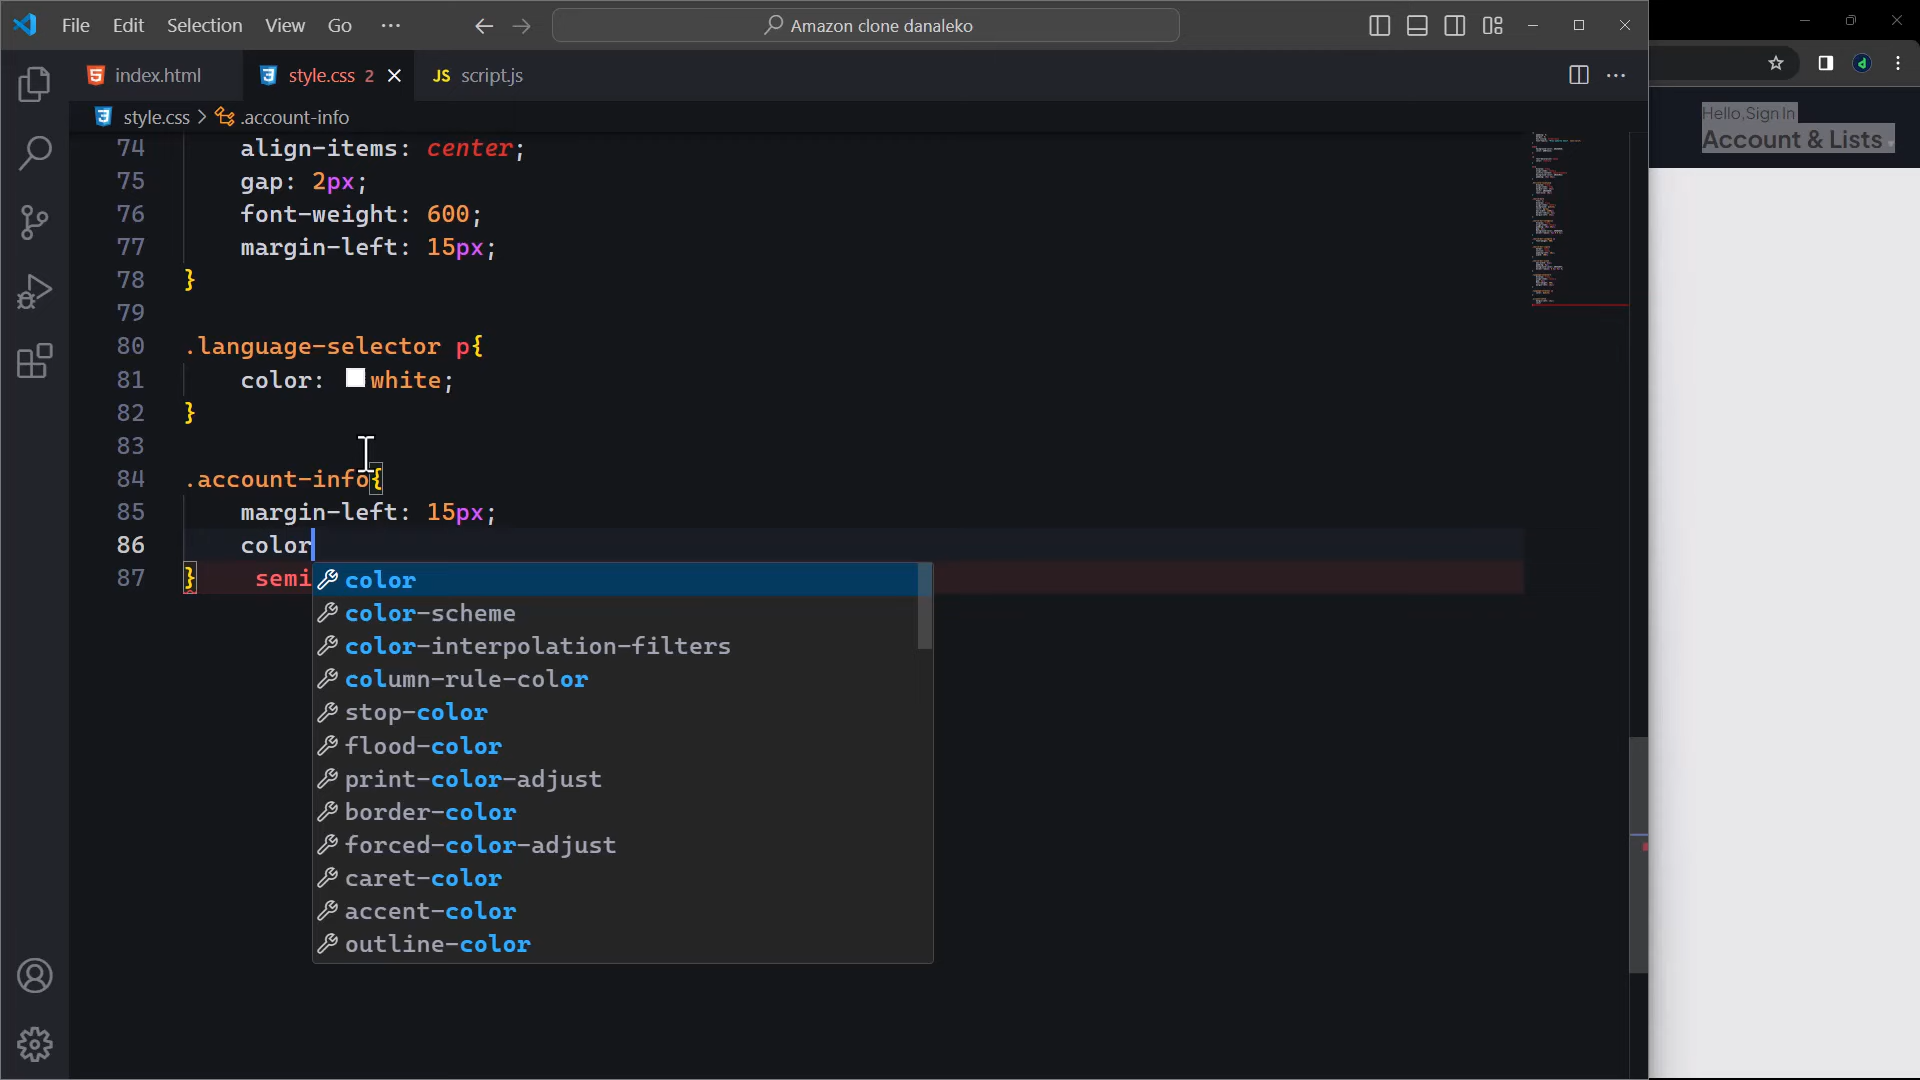 File Edit Selection View Go ··· Amazon clone danaleko
index.html style.css 2 JS script.js
style.css > .account-info
74 align-items: center;
75 gap: 2px;
76 font-weight: 600;
77 margin-left: 15px;
78 }
79
80 .language-selector p{
81 color: white;
82 }
83
84 .account-info{
85 margin-left: 15px;
86 color
87 } semi
color
color-scheme
color-interpolation-filters
column-rule-color
stop-color
flood-color
print-color-adjust
border-color
forced-color-adjust
caret-color
accent-color
outline-color
d
Hello,Sign In
Account & Lists